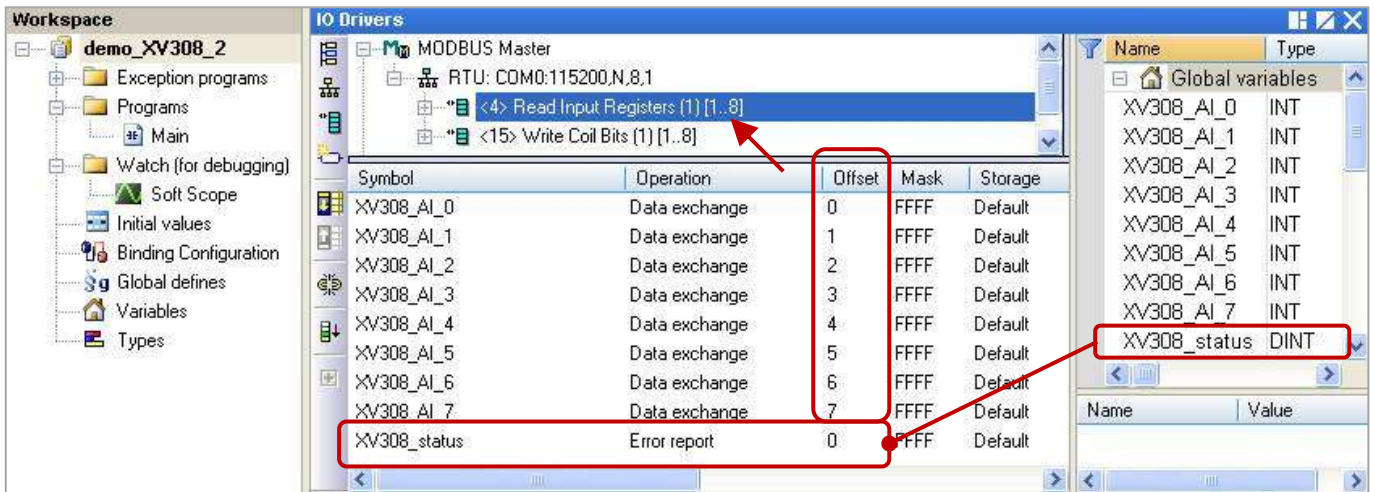 Workspace
demo_XV308_2
Exception programs
Programs
Main
Watch (for debugging)
Soft Scope
Initial values
Binding Configuration
Global defines
Variables
Types
IO Drivers
MODBUS Master
RTU: COM0:115200,N,8,1
<4> Read Input Registers (1) [1..8]
<15> Write Coil Bits (1) [1..8]
Symbol Operation Offset Mask Storage
XV308_AI_0 Data exchange 0 FFFF Default
XV308_AI_1 Data exchange 1 FFFF Default
XV308_AI_2 Data exchange 2 FFFF Default
XV308_AI_3 Data exchange 3 FFFF Default
XV308_AI_4 Data exchange 4 FFFF Default
XV308_AI_5 Data exchange 5 FFFF Default
XV308_AI_6 Data exchange 6 FFFF Default
XV308_AI_7 Data exchange 7 FFFF Default
XV308_status Error report 0 FFFF Default
Name Type
Global variables
XV308_AI_0 INT
XV308_AI_1 INT
XV308_AI_2 INT
XV308_AI_3 INT
XV308_AI_4 INT
XV308_AI_5 INT
XV308_AI_6 INT
XV308_AI_7 INT
XV308_status DINT
Name Value